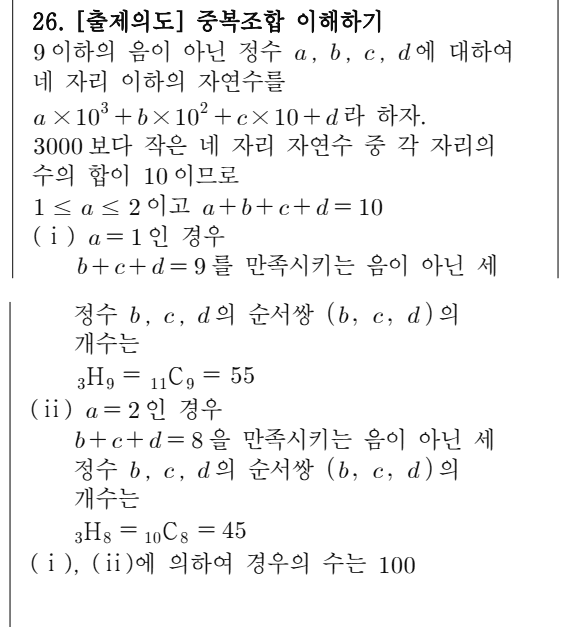 26. [출제의도] 중복조합 이해하기
9이하의 음이 아닌 정수 a, b, c, d에 대하여
네 자리 이하의 자연수를
a×10³+b×10²+c×10+d라 하자.
3000보다 작은 네 자리 자연수 중 각 자리의
수의 합이 10이므로
1 ≤ a ≤ 2이고 a+b+c+d=10
(ⅰ) a=1인 경우
b+c+d=9를 만족시키는 음이 아닌 세
정수 b, c, d의 순서쌍 (b, c, d)의
개수는
₃H₉ = ₁₁C₉ = 55
(ⅱ) a=2인 경우
b+c+d=8을 만족시키는 음이 아닌 세
정수 b, c, d의 순서쌍 (b, c, d)의
개수는
₃H₈ = ₁₀C₈ = 45
(ⅰ), (ⅱ)에 의하여 경우의 수는 100